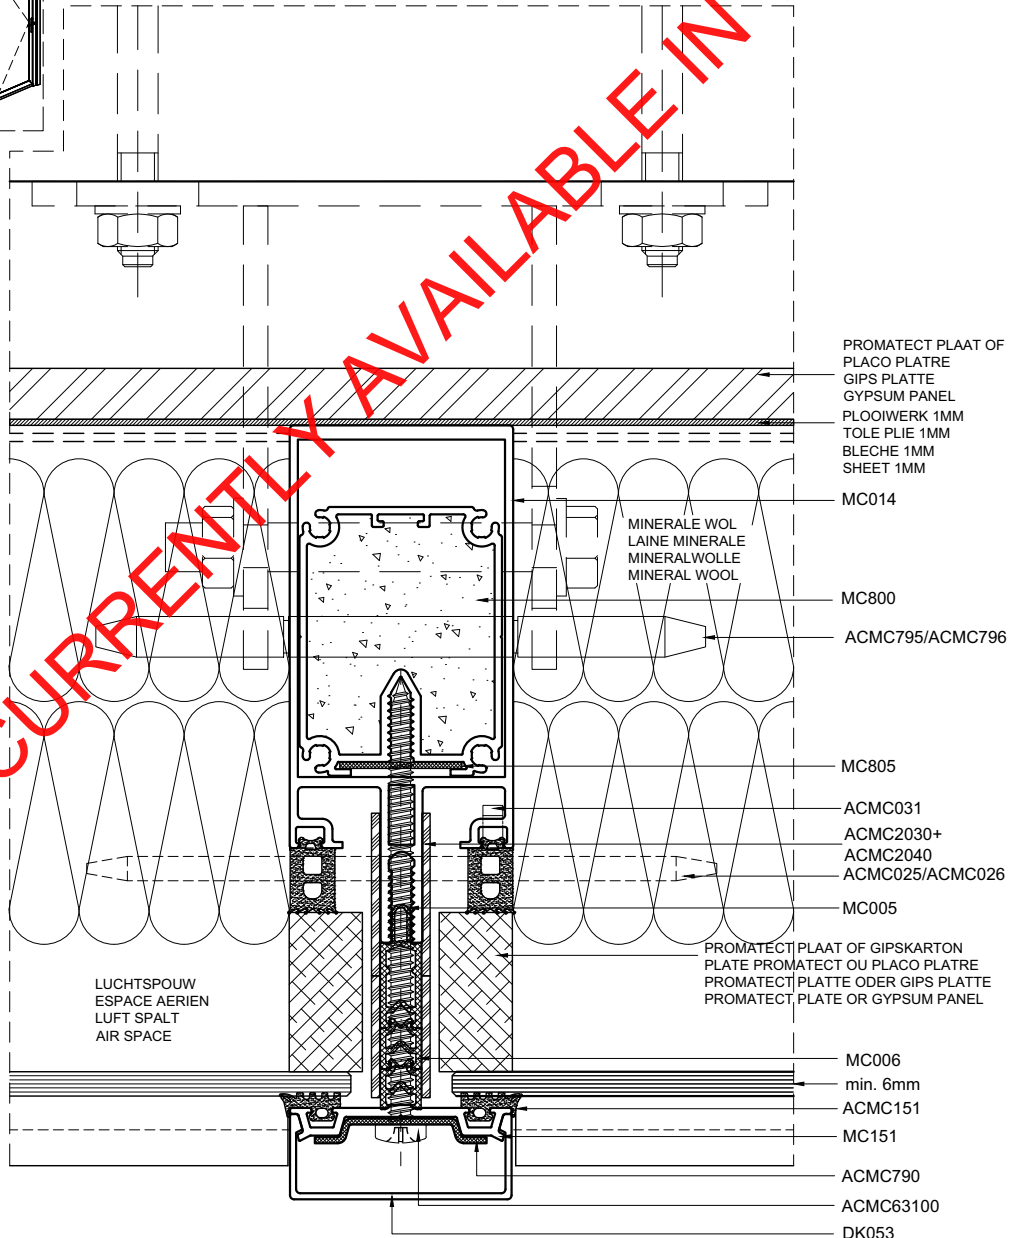 CURRENTLY AVAILABLE IN
PROMATECT PLAAT OF
PLACO PLATRE
GIPS PLATTE
GYPSUM PANEL
PLOOIWERK 1MM
TOLE PLIE 1MM
BLECHE 1MM
SHEET 1MM
MC014
MINERALE WOL
LAINE MINERALE
MINERALWOLLE
MINERAL WOOL
MC800
ACMC795/ACMC796
MC805
ACMC031
ACMC2030+
ACMC2040
ACMC025/ACMC026
MC005
PROMATECT PLAAT OF GIPSKARTON
PLATE PROMATECT OU PLACO PLATRE
PROMATECT PLATTE ODER GIPS PLATTE
PROMATECT PLATE OR GYPSUM PANEL
LUCHTSPOUW
ESPACE AERIEN
LUFT SPALT
AIR SPACE
MC006
min. 6mm
ACMC151
MC151
ACMC790
ACMC63100
DK053